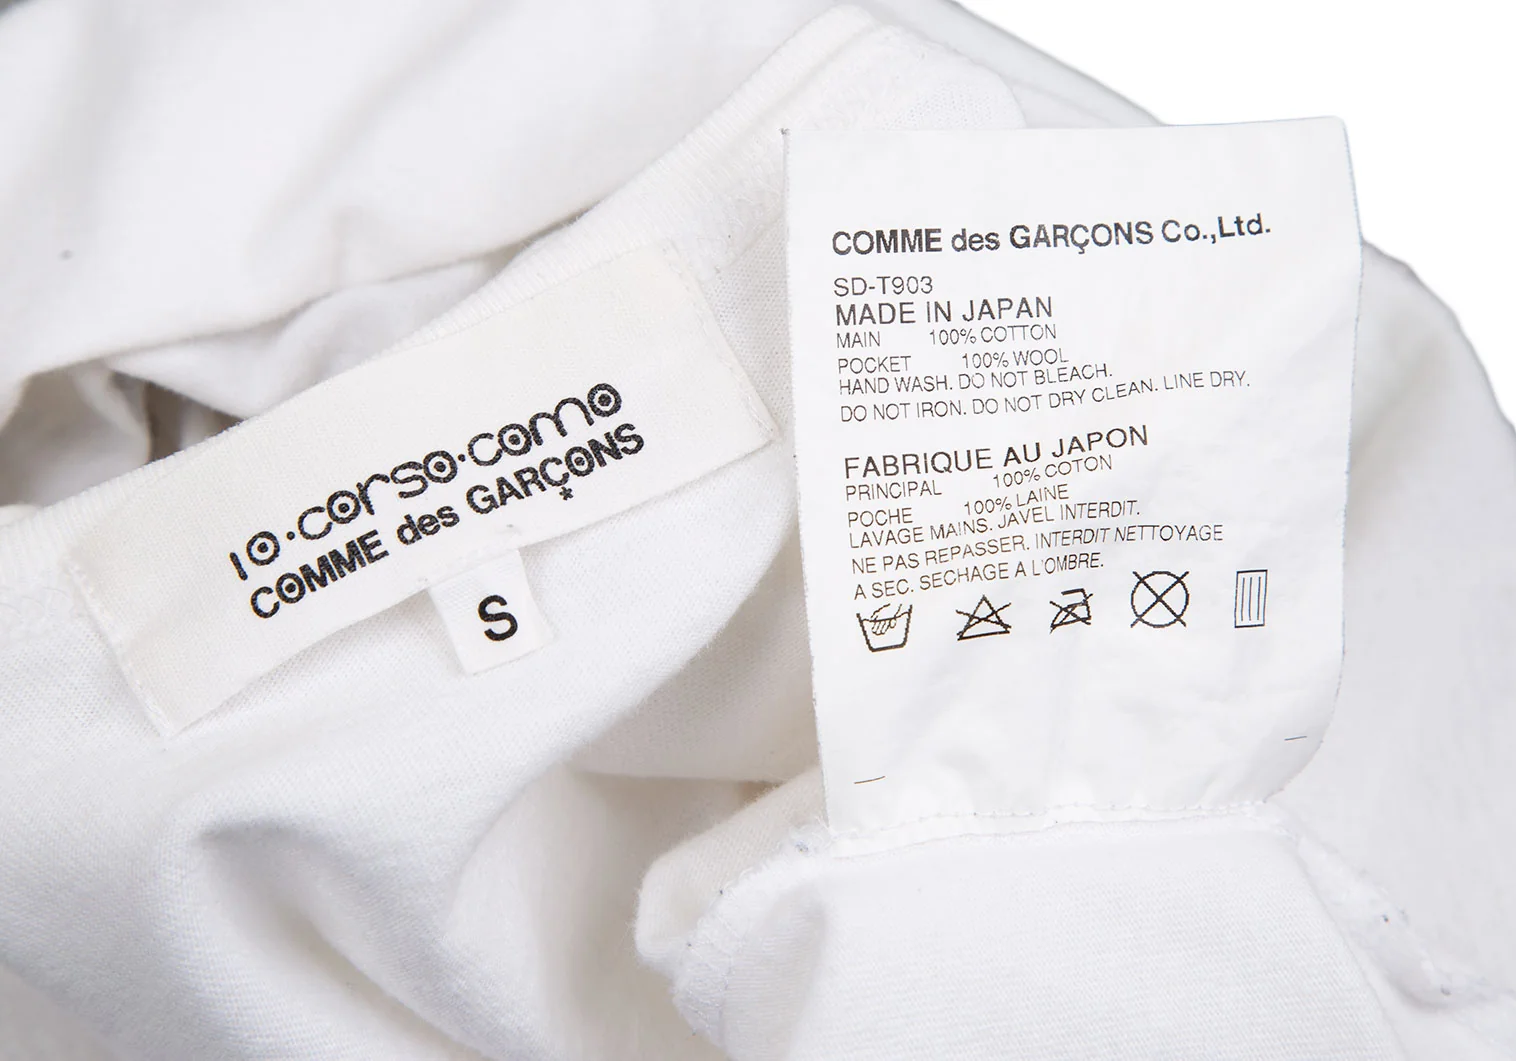 10·corso·como
COMME des GARÇONS
*
S
COMME des GARÇONS Co.,Ltd.
SD-T903
MADE IN JAPAN
MAIN 100% COTTON
POCKET 100% WOOL
HAND WASH. DO NOT BLEACH.
DO NOT IRON. DO NOT DRY CLEAN. LINE DRY.
FABRIQUE AU JAPON
PRINCIPAL 100% COTON
POCHE 100% LAINE
LAVAGE MAINS. JAVEL INTERDIT.
NE PAS REPASSER. INTERDIT NETTOYAGE
A SEC. SECHAGE A L'OMBRE.